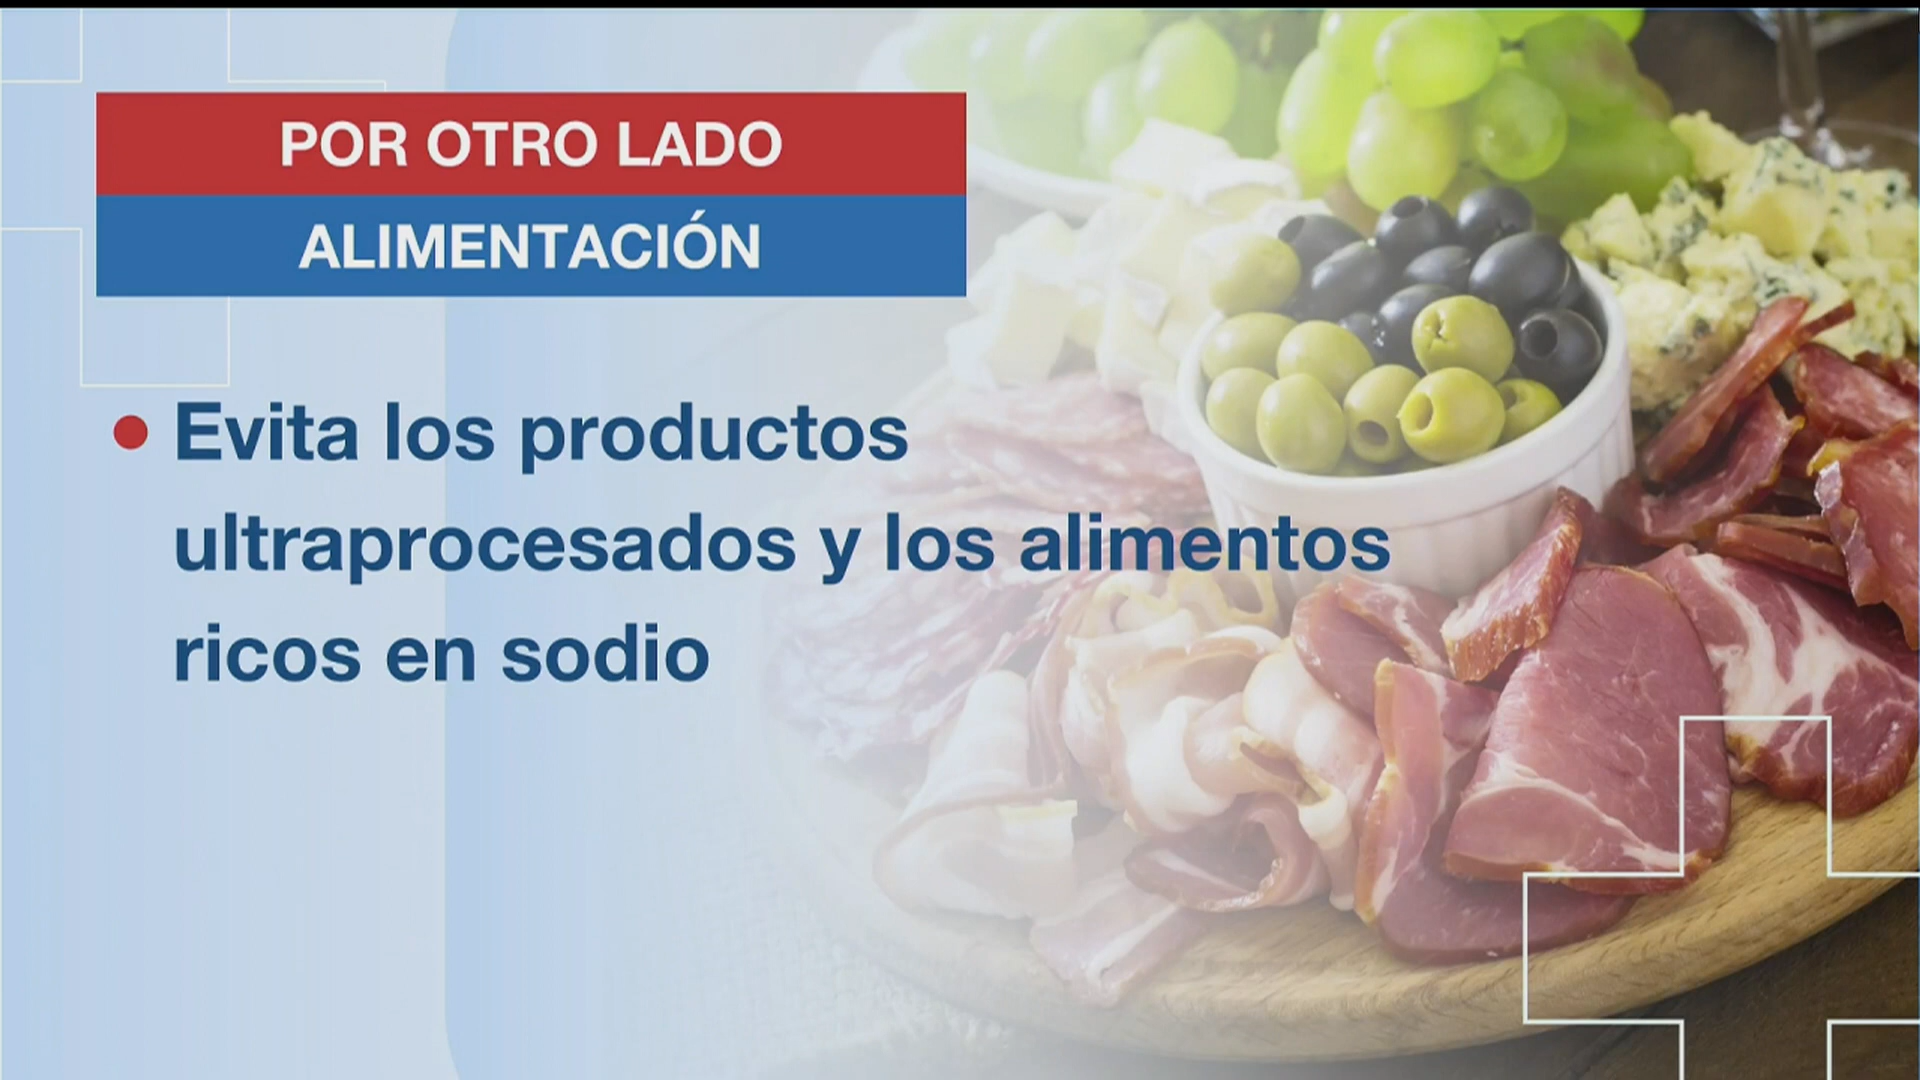 POR OTRO LADO
ALIMENTACIÓN
• Evita los productos
ultraprocesados y los alimentos
ricos en sodio